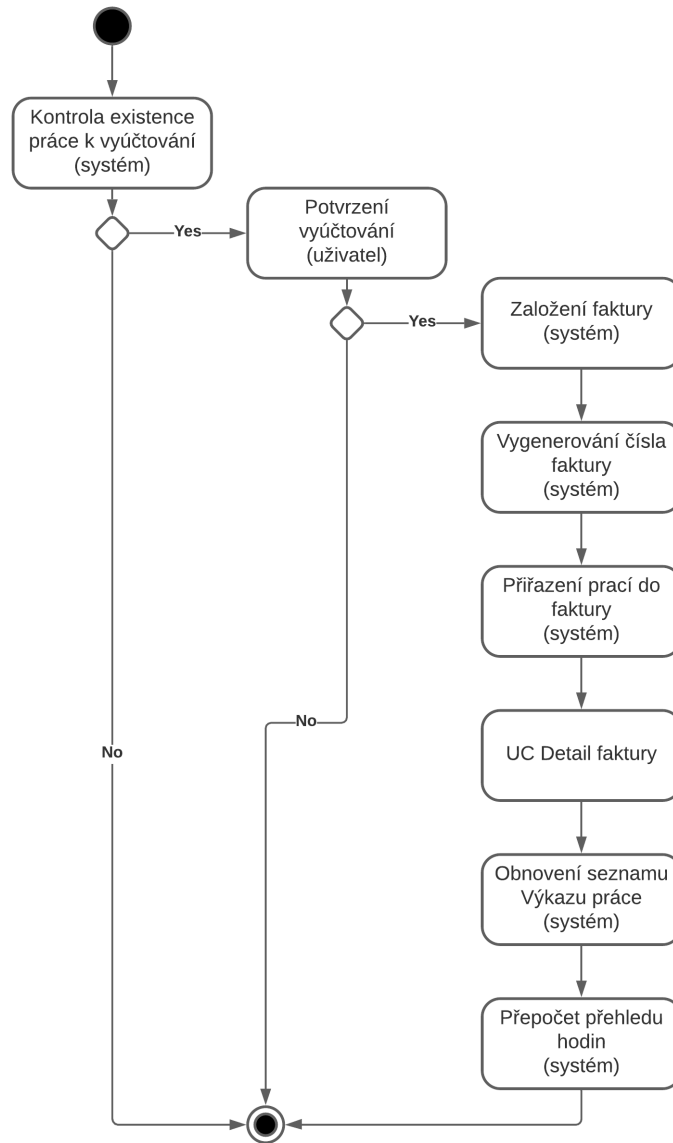 Kontrola existence
práce k vyúčtování
(systém)
Yes
Potvrzení
vyúčtování
(uživatel)
Yes
Založení faktury
(systém)
Vygenerování čísla
faktury
(systém)
Přiřazení prací do
faktury
(systém)
No
No
UC Detail faktury
Obnovení seznamu
Výkazu práce
(systém)
Přepočet přehledu
hodin
(systém)